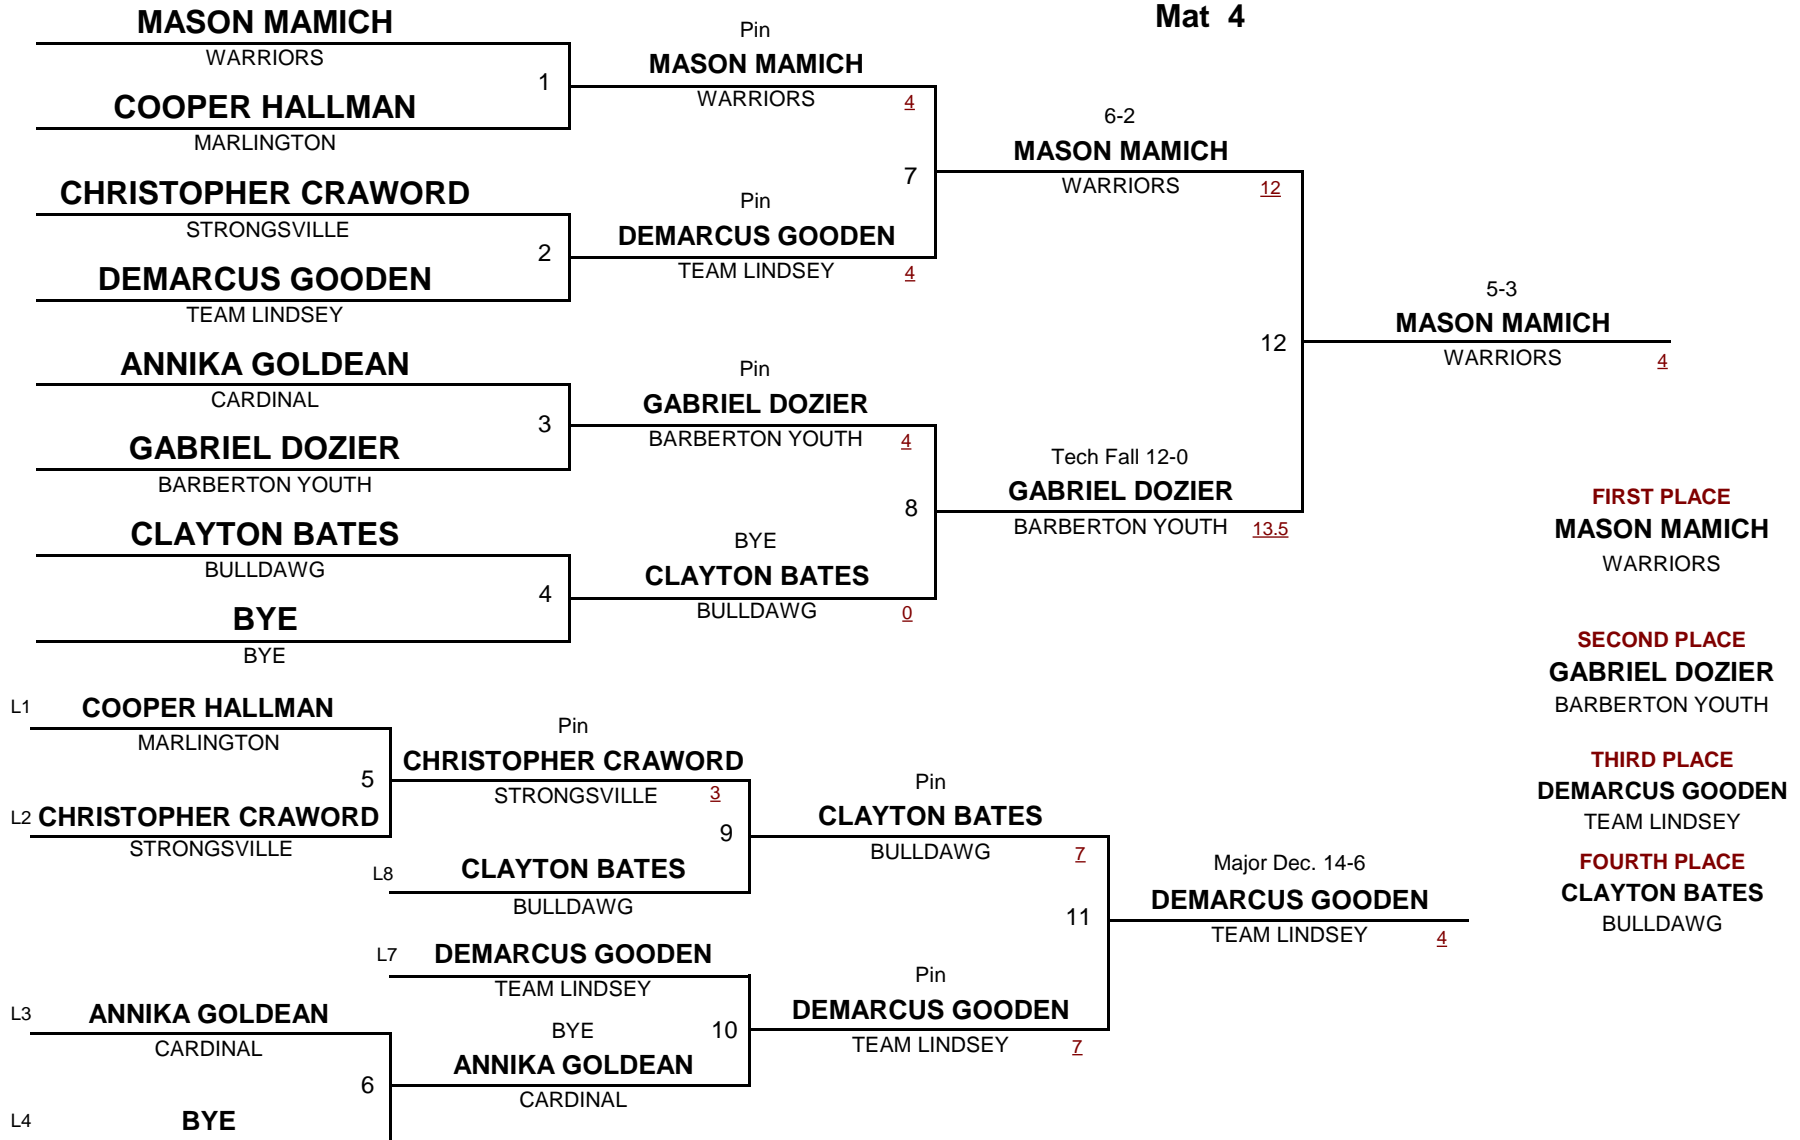 Mat 4
MASON MAMICH
WARRIORS
1
COOPER HALLMAN
MARLINGTON
CHRISTOPHER CRAWORD
STRONGSVILLE
2
DEMARCUS GOODEN
TEAM LINDSEY
ANNIKA GOLDEAN
CARDINAL
3
GABRIEL DOZIER
BARBERTON YOUTH
CLAYTON BATES
BULLDAWG
4
BYE
BYE
Pin
MASON MAMICH
WARRIORS 4
7
Pin
DEMARCUS GOODEN
TEAM LINDSEY 4
Pin
GABRIEL DOZIER
BARBERTON YOUTH 4
8
BYE
CLAYTON BATES
BULLDAWG 0
6-2
MASON MAMICH
WARRIORS 12
12
Tech Fall 12-0
GABRIEL DOZIER
BARBERTON YOUTH 13.5
5-3
MASON MAMICH
WARRIORS 4
FIRST PLACE
MASON MAMICH
WARRIORS
SECOND PLACE
GABRIEL DOZIER
BARBERTON YOUTH
THIRD PLACE
DEMARCUS GOODEN
TEAM LINDSEY
FOURTH PLACE
CLAYTON BATES
BULLDAWG
L1 COOPER HALLMAN
MARLINGTON
5
L2 CHRISTOPHER CRAWORD
STRONGSVILLE
L3 ANNIKA GOLDEAN
CARDINAL
6
L4 BYE
Pin
CHRISTOPHER CRAWORD
STRONGSVILLE 3
9
L8 CLAYTON BATES
BULLDAWG
L7 DEMARCUS GOODEN
TEAM LINDSEY
BYE 10
ANNIKA GOLDEAN
CARDINAL
Pin
CLAYTON BATES
BULLDAWG 7
11
Pin
DEMARCUS GOODEN
TEAM LINDSEY 7
Major Dec. 14-6
DEMARCUS GOODEN
TEAM LINDSEY 4